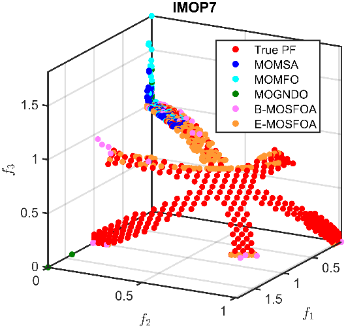 IMOP7
True PF
MOMSA
MOMFO
MOGNDO
B-MOSFOA
E-MOSFOA
1.5
1
0.5
0
f3
0
0.5
1
f2
1.5
1
0.5
f1